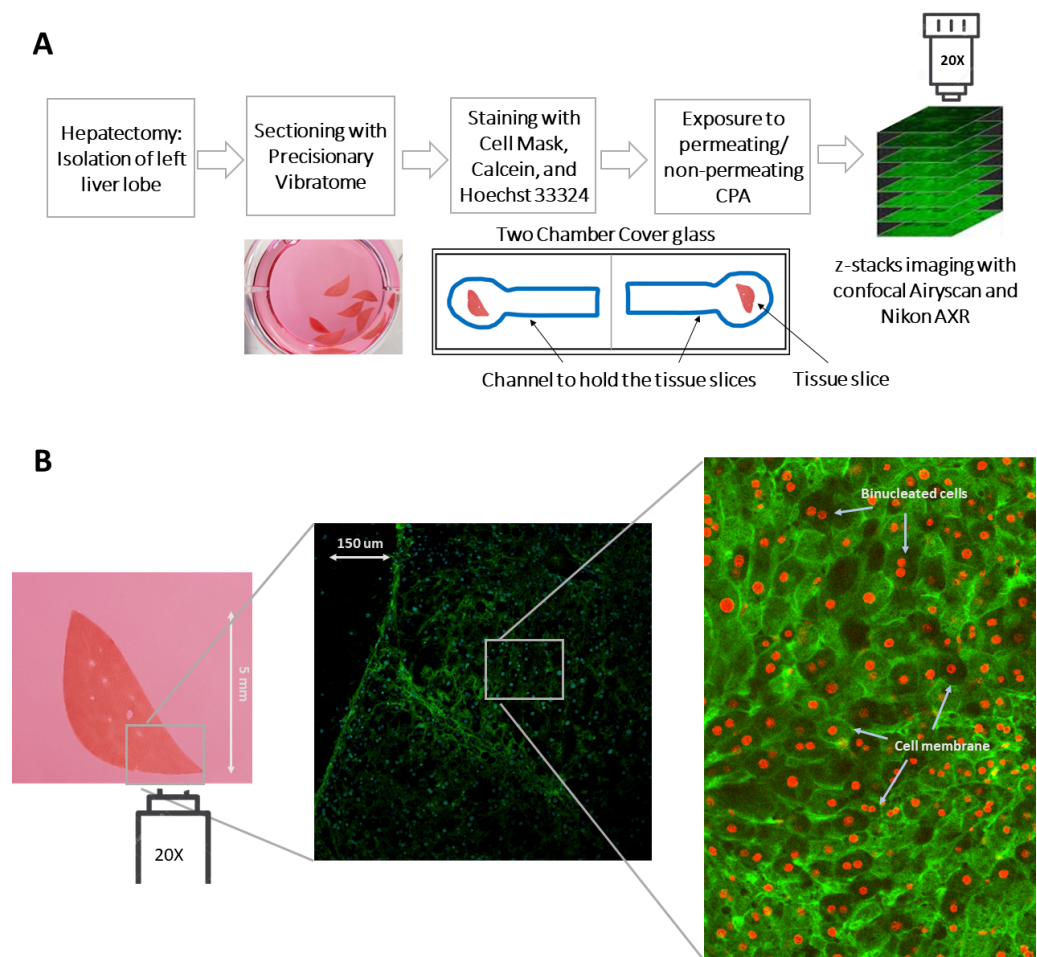 A
20X
Hepatectomy:
Isolation of left
liver lobe
Sectioning with
Precisionary
Vibratome
Staining with
Cell Mask,
Calcein, and
Hoechst 33324
Exposure to
permeating/
non-permeating
CPA
Two Chamber Cover glass
z-stacks imaging with
confocal Airyscan and
Nikon AXR
Channel to hold the tissue slices
Tissue slice
B
5 mm
20X
150 um
Binucleated cells
Cell membrane